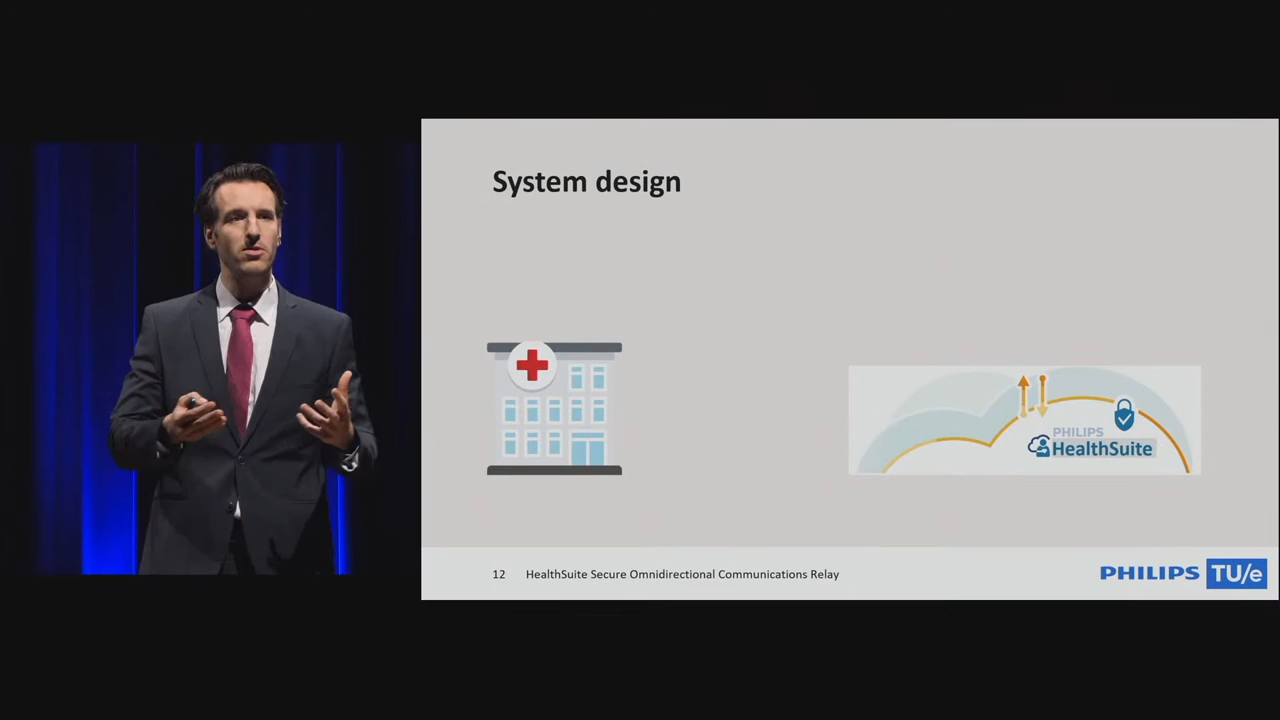 System design
PHILIPS
HealthSuite
12 HealthSuite Secure Omnidirectional Communications Relay
PHILIPS TU/e